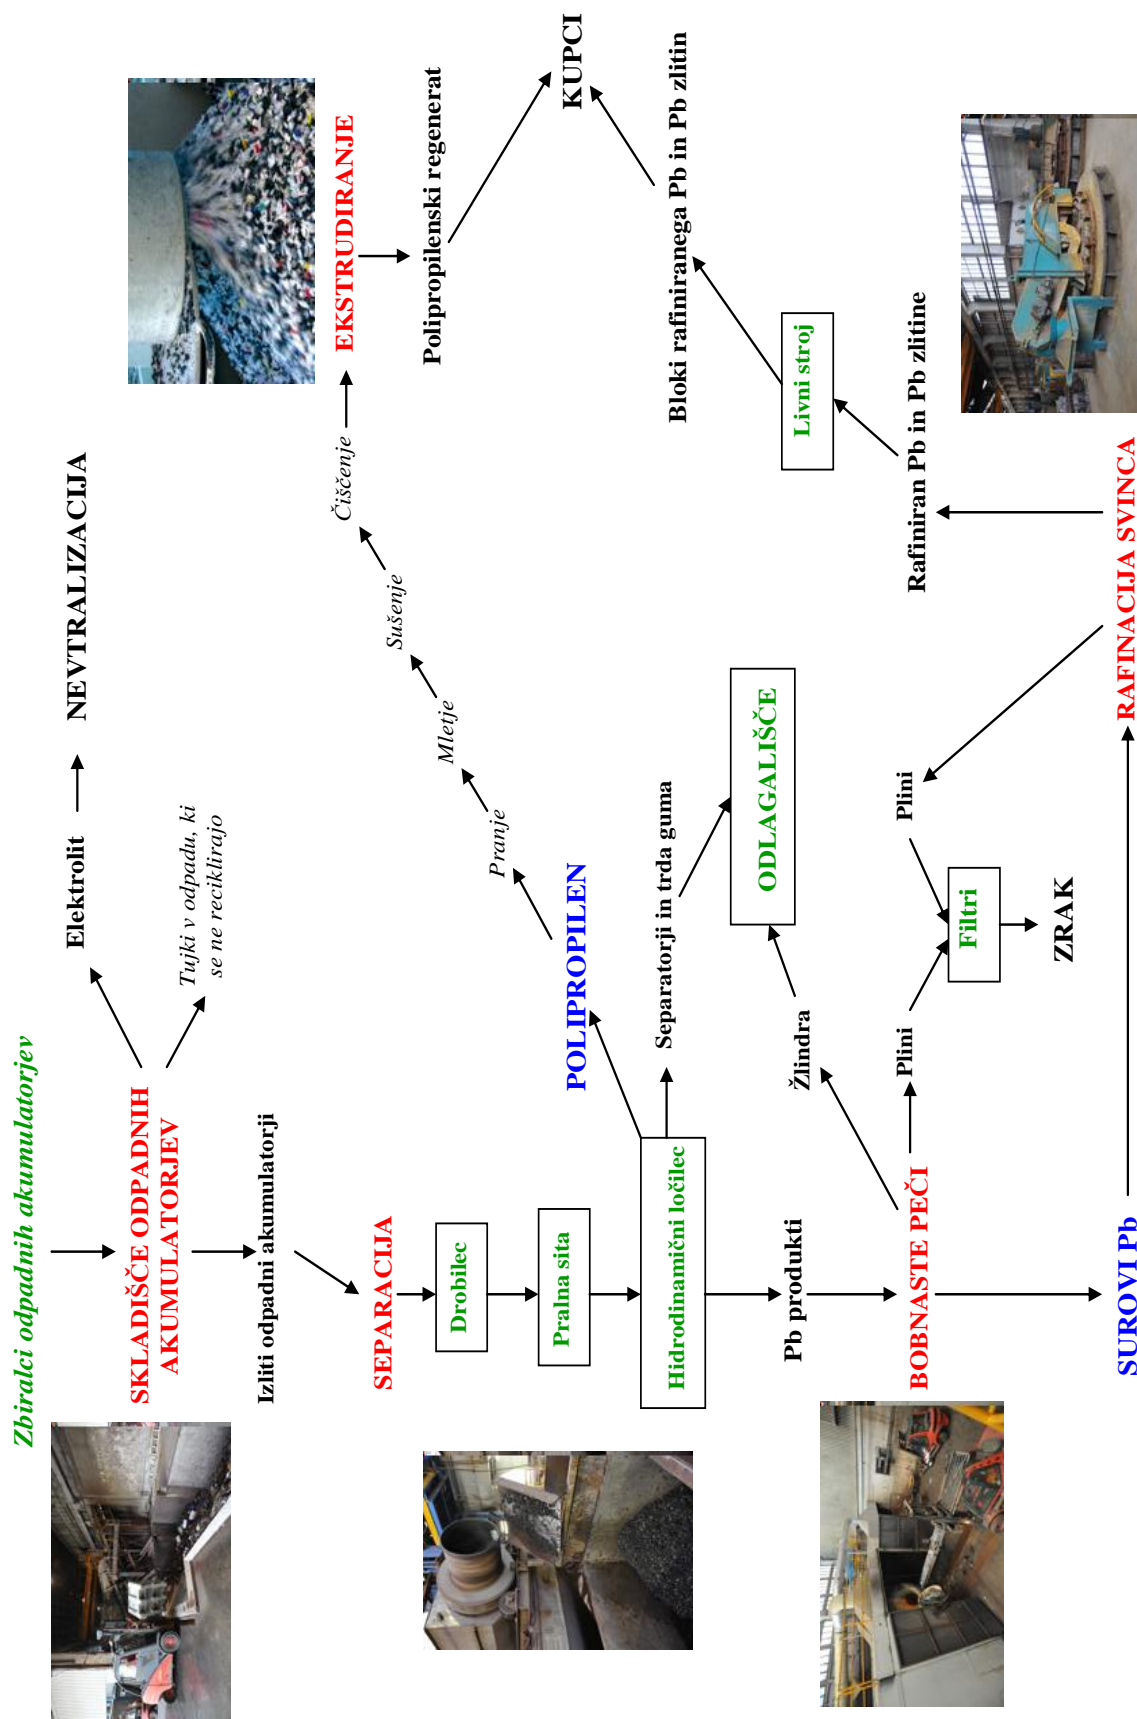 Zbiralci odpadnih akumulatorjev
SKLADIŠČE ODPADNIH
AKUMULATORJEV
Elektrolit
NEVTRALIZACIJA
Tujki v odpadu, ki
se ne reciklirajo
Izliti odpadni akumulatorji
SEPARACIJA
Drobilec
Pralna sita
Hidrodinamični ločilec
POLIPROPILEN
Pranje
Mletje
Sušenje
Čiščenje
EKSTRUDIRANJE
Polipropilenski regenerat
KUPCI
Separatorji in trda guma
ODLAGALIŠČE
Pb produkti
Žlindra
BOBNASTE PEČI
Plini
Filtri
ZRAK
Plini
SUROVI Pb
RAFINACIJA SVINCA
Rafiniran Pb in Pb zlitine
Livni stroj
Bloki rafiniranega Pb in Pb zlitin